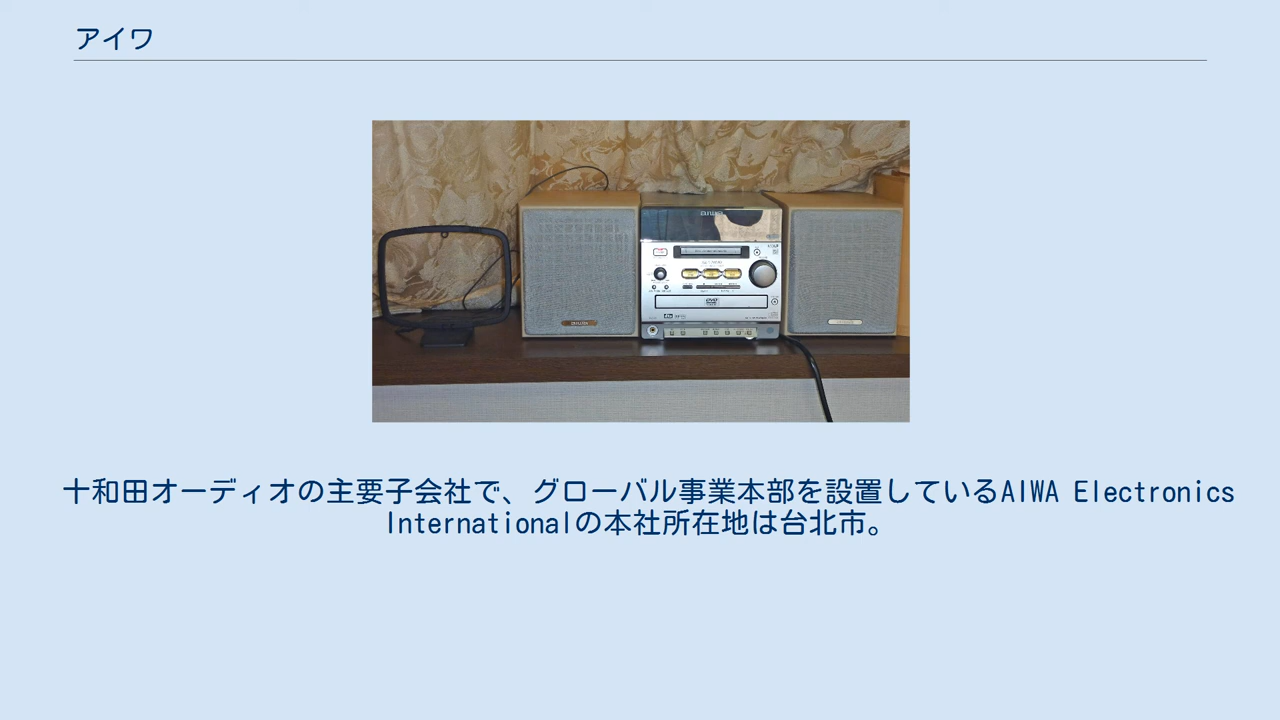 アイワ
aiwa
DVD
aiwa
十和田オーディオの主要子会社で、グローバル事業本部を設置しているAIWA Electronics
Internationalの本社所在地は台北市。